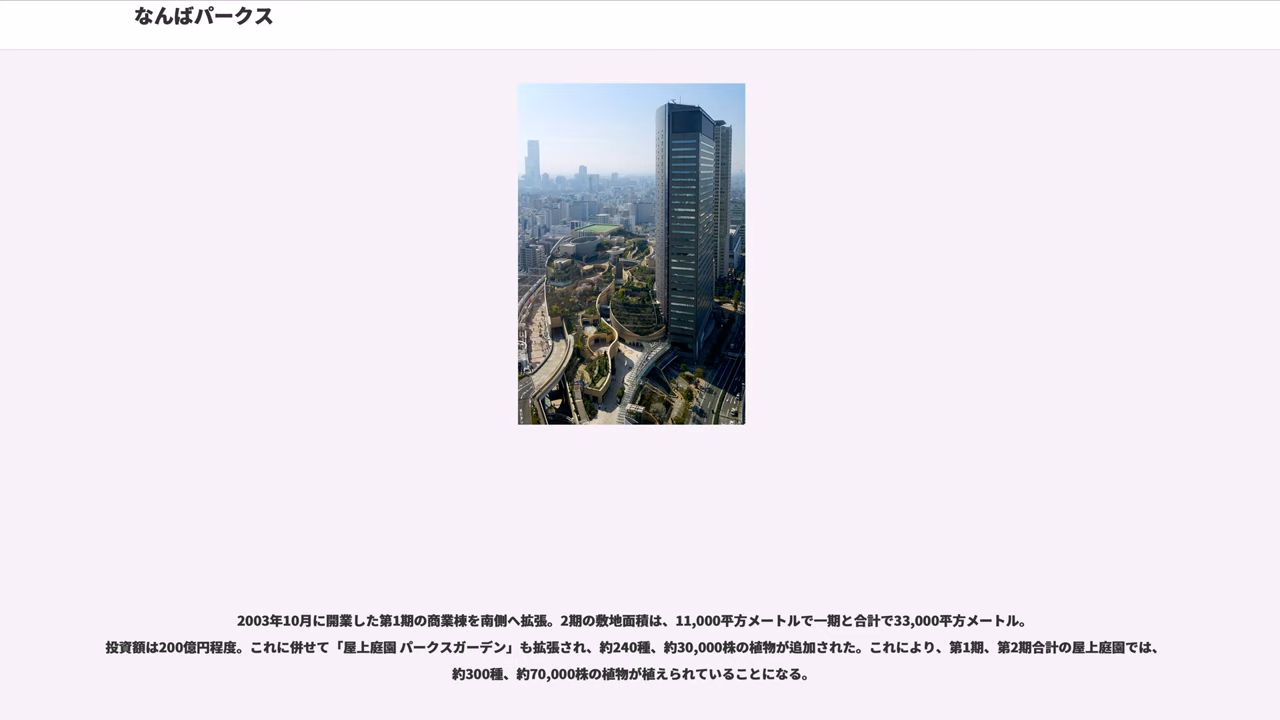 なんばパークス
2003年10月に開業した第1期の商業棟を南側へ拡張。2期の敷地面積は、11,000平方メートルで一期と合計で33,000平方メートル。
投資額は200億円程度。これに併せて「屋上庭園 パークスガーデン」も拡張され、約240種、約30,000株の植物が追加された。これにより、第1期、第2期合計の屋上庭園では、
約300種、約70,000株の植物が植えられていることになる。